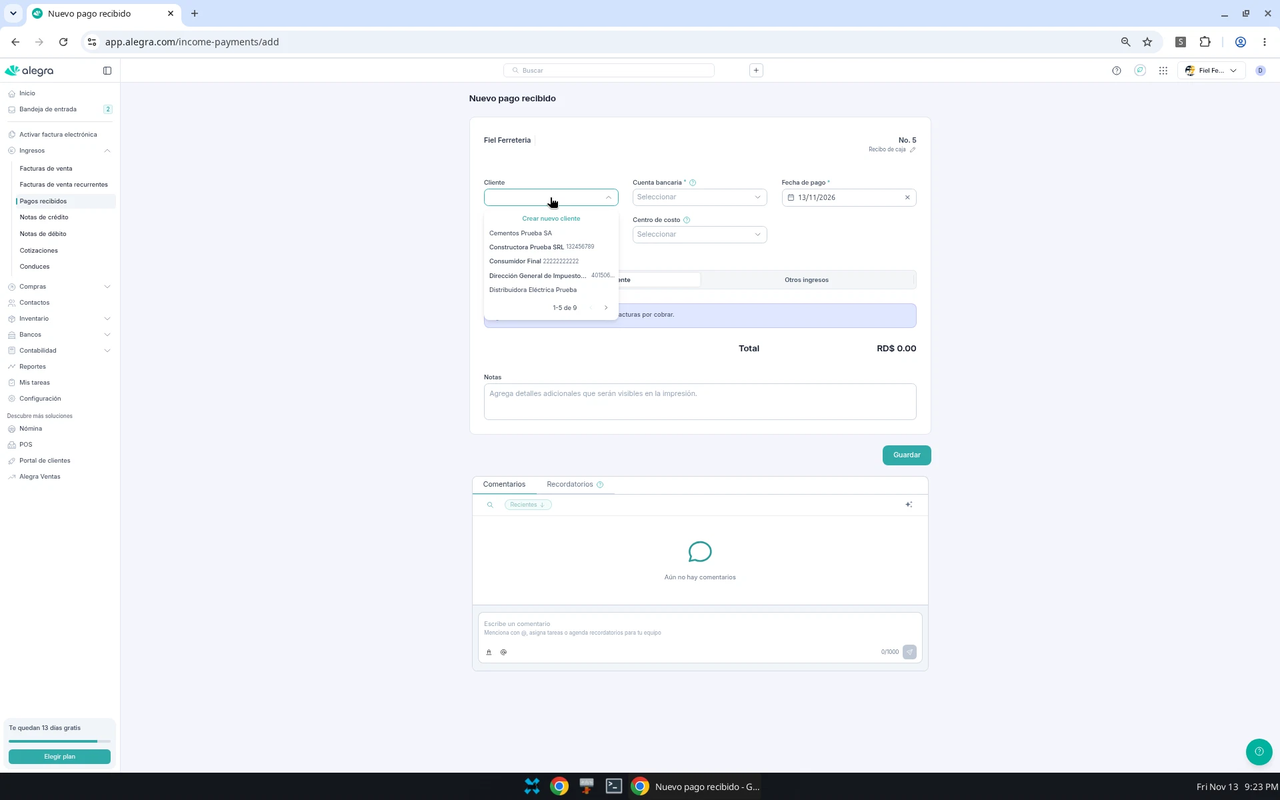 Nuevo pago recibido
app.alegra.com/income-payments/add
alegra
Buscar
Fiel Fe...
D
Inicio
Bandeja de entrada
2
Activar factura electrónica
Ingresos
Facturas de venta
Facturas de venta recurrentes
Pagos recibidos
Notas de crédito
Notas de débito
Cotizaciones
Conduces
Compras
Contactos
Inventario
Bancos
Contabilidad
Reportes
Mis tareas
Configuración
Descubre más soluciones
Nómina
POS
Portal de clientes
Alegra Ventas
Te quedan 13 días gratis
Elegir plan
Nuevo pago recibido
Fiel Ferreteria
No. 5
Recibo de caja
Cliente
Cuenta bancaria *
Fecha de pago *
Seleccionar
13/11/2026
Crear nuevo cliente
Cementos Prueba SA
Constructora Prueba SRL 132456789
Consumidor Final 22222222222
Dirección General de Impuesto... 401506...
Distribuidora Eléctrica Prueba
1-5 de 9
Centro de costo
Seleccionar
Otros ingresos
acturas por cobrar.
Total
RD$ 0.00
Notas
Agrega detalles adicionales que serán visibles en la impresión.
Guardar
Comentarios
Recordatorios
Recientes ↓
Aún no hay comentarios
Escribe un comentario
Menciona con @, asigna tareas o agenda recordatorios para tu equipo
0/1000
Nuevo pago recibido - G...
Fri Nov 13 9:23 PM